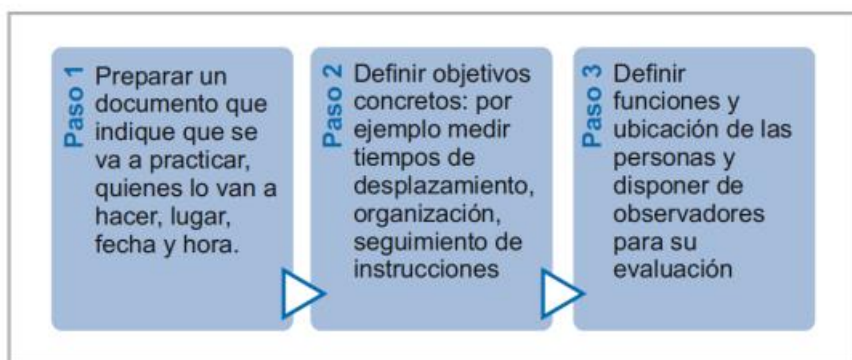 Paso 1
Preparar un
documento que
indique que se
va a practicar,
quienes lo van a
hacer, lugar,
fecha y hora.
Paso 2
Definir objetivos
concretos: por
ejemplo medir
tiempos de
desplazamiento,
organización,
seguimiento de
instrucciones
Paso 3
Definir
funciones y
ubicación de las
personas y
disponer de
observadores
para su
evaluación